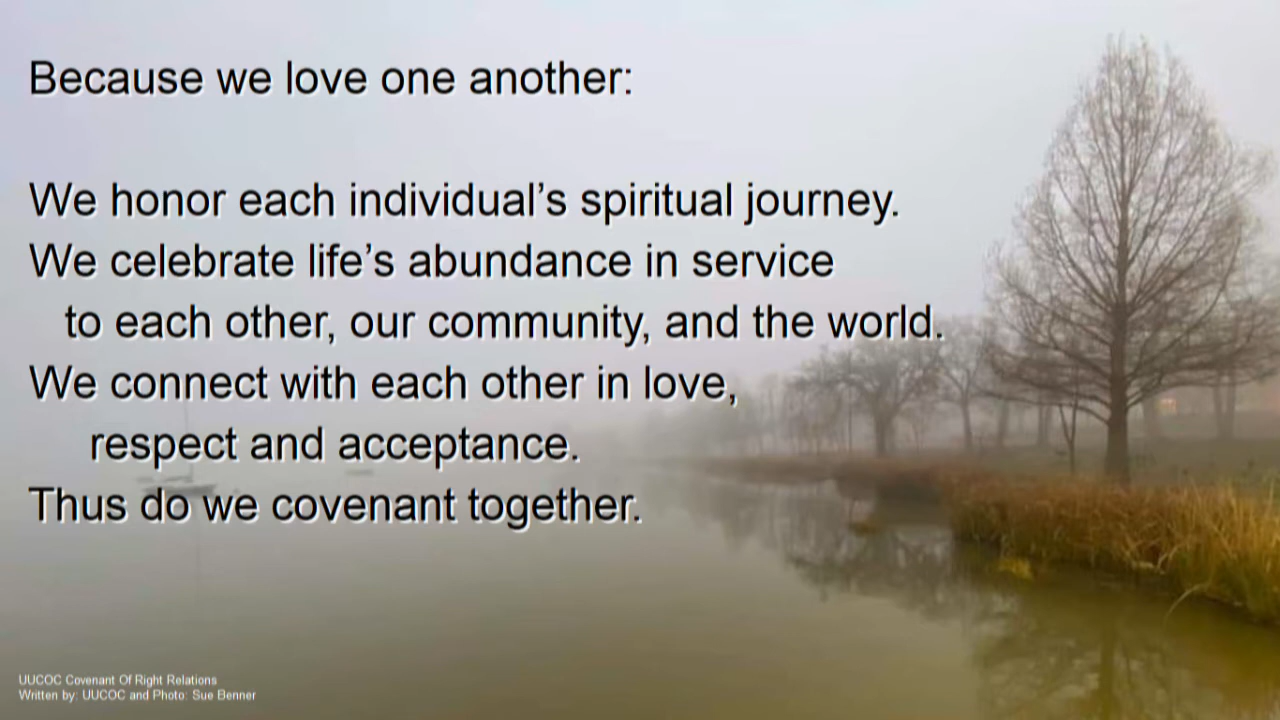 Because we love one another:
We honor each individual’s spiritual journey.
We celebrate life’s abundance in service
to each other, our community, and the world.
We connect with each other in love,
respect and acceptance.
Thus do we covenant together.
UUCOC Covenant Of Right Relations
Written by: UUCOC and Photo: Sue Benner